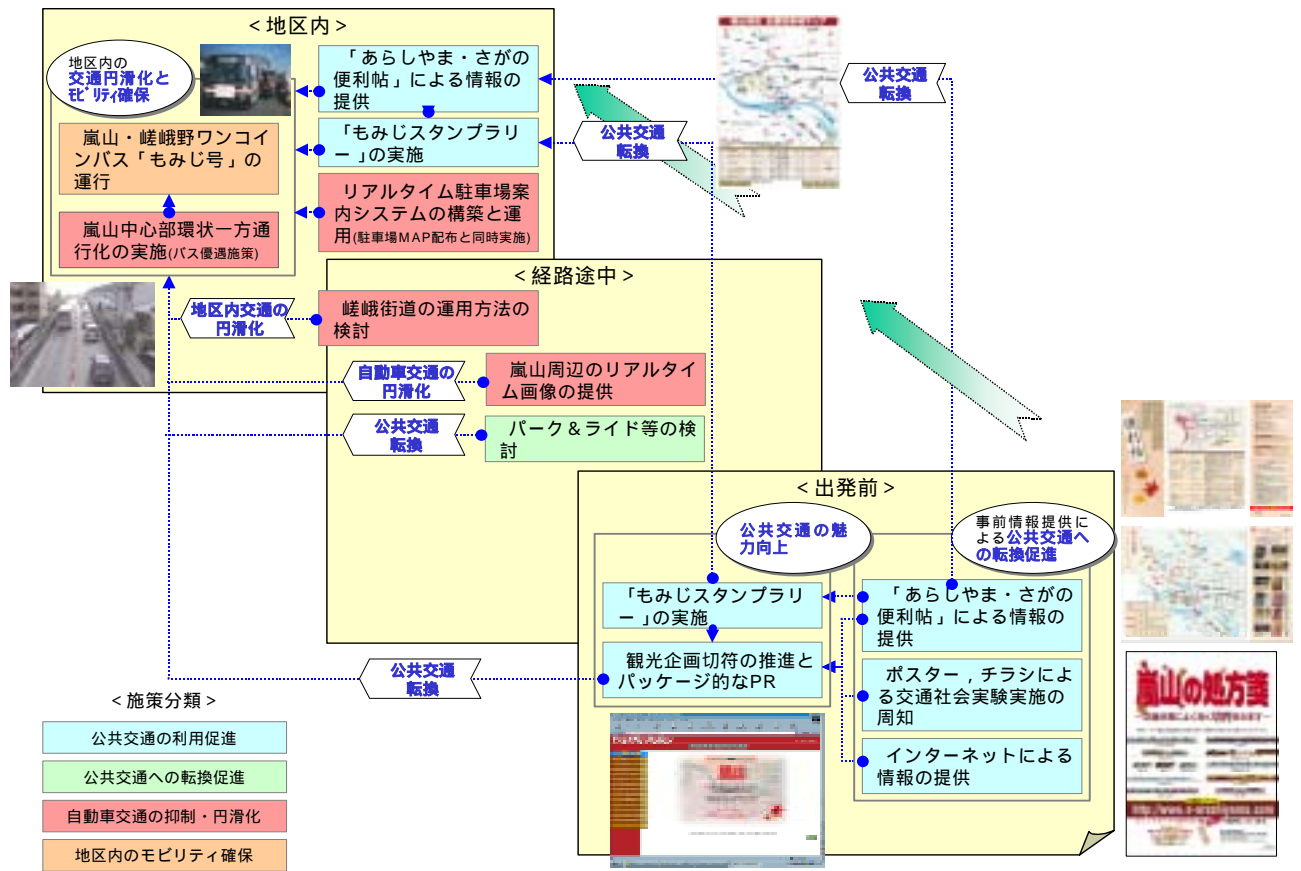 ＜地区内＞
地区内の
交通円滑化と
ﾓﾋﾞﾘﾃｨ確保
「あらしやま・さがの
便利帖」による情報の
提供
「もみじスタンプラリ
ー」の実施
嵐山・嵯峨野ワンコイ
ンバス「もみじ号」の
運行
リアルタイム駐車場案
内システムの構築と運
用(駐車場MAP配布と同時実施)
嵐山中心部環状一方通
行化の実施(バス優遇施策)
公共交通
転換
公共交通
転換
＜経路途中＞
地区内交通の
円滑化
嵯峨街道の運用方法の
検討
自動車交通の
円滑化
嵐山周辺のリアルタイ
ム画像の提供
公共交通
転換
パーク＆ライド等の検
討
＜出発前＞
公共交通の魅
力向上
事前情報提供に
よる公共交通へ
の転換促進
「もみじスタンプラリ
ー」の実施
「あらしやま・さがの
便利帖」による情報の
提供
観光企画切符の推進と
パッケージ的なPR
ポスター，チラシによ
る交通社会実験実施の
周知
インターネットによる
情報の提供
公共交通
転換
＜施策分類＞
公共交通の利用促進
公共交通への転換促進
自動車交通の抑制・円滑化
地区内のモビリティ確保
嵐山の処方箋